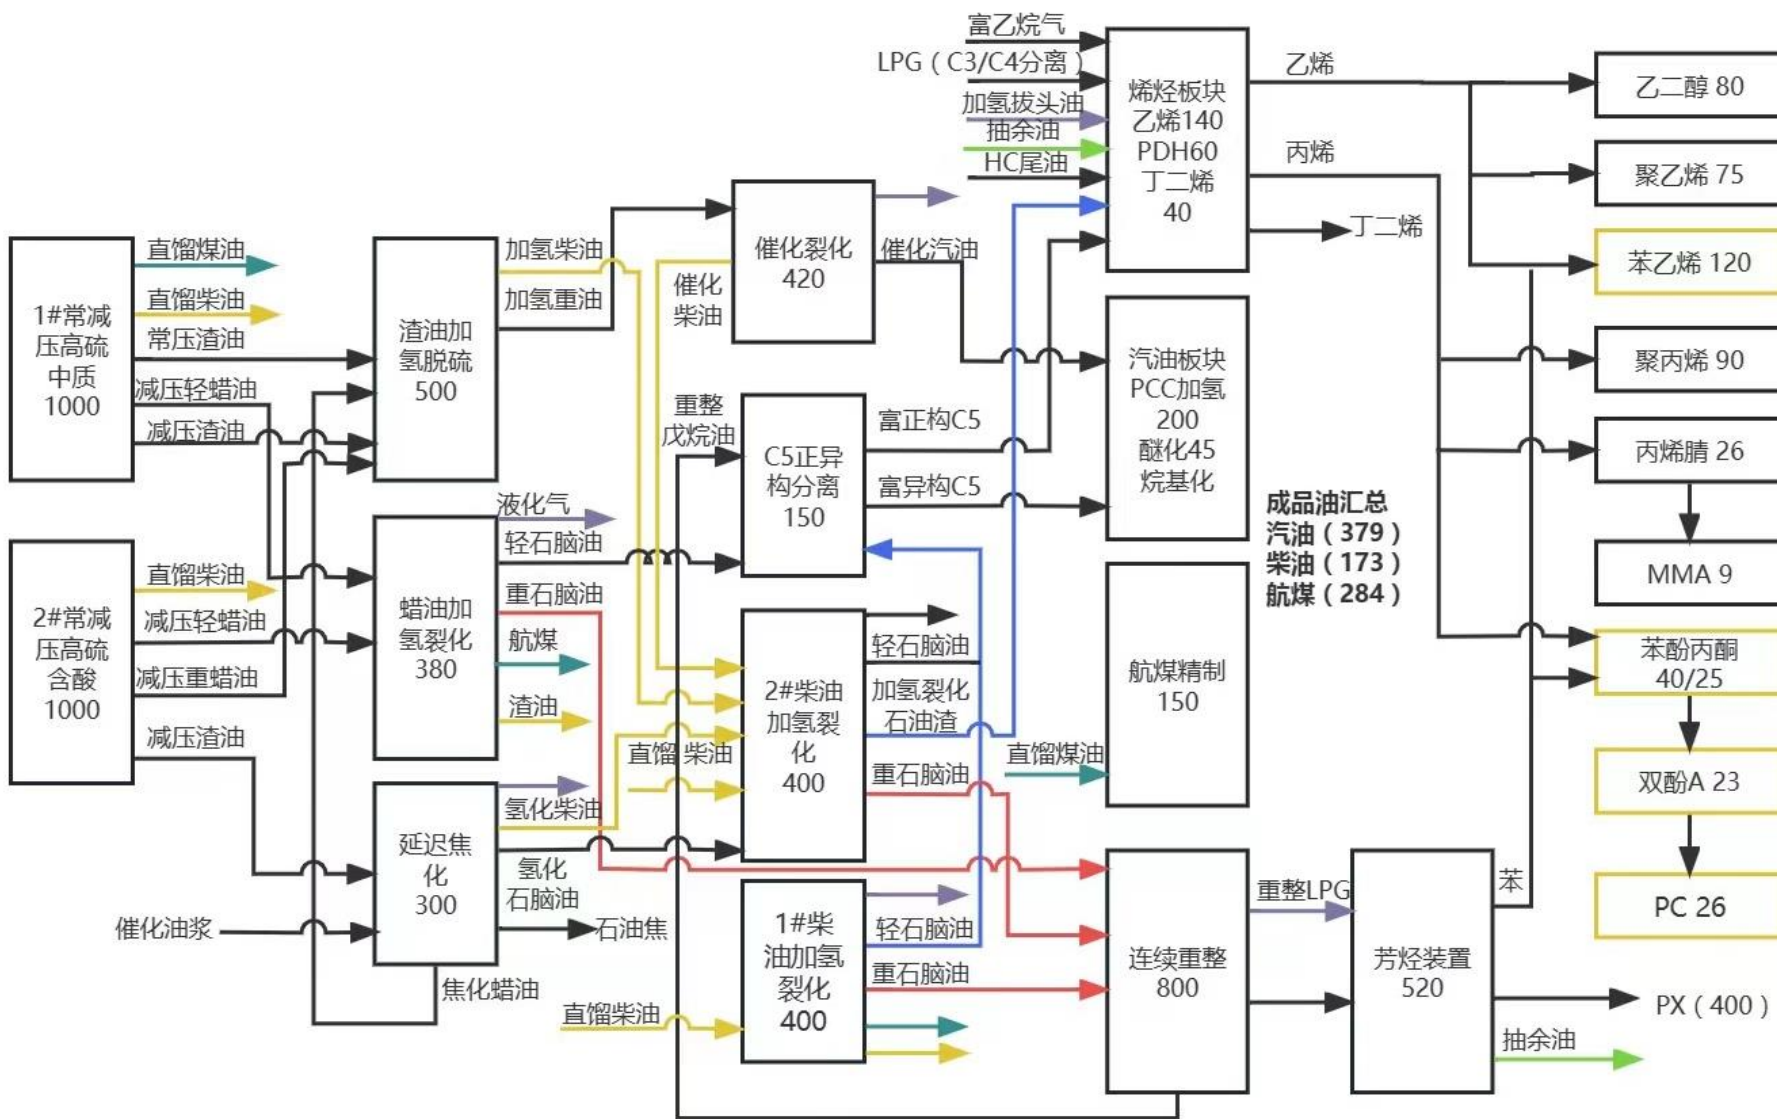 1#常减
压高硫
中质
1000
直馏煤油
直馏柴油
常压渣油
减压轻蜡油
减压渣油
2#常减
压高硫
含酸
1000
直馏柴油
减压轻蜡油
减压重蜡油
减压渣油
催化油浆
渣油加
氢脱硫
500
加氢柴油
加氢重油
蜡油加
氢裂化
380
液化气
轻石脑油
重石脑油
航煤
渣油
延迟焦
化
300
氢化柴油
氢化
石脑油
石油焦
焦化蜡油
直馏柴油
催化裂化
420
催化
柴油
催化汽油
重整
戊烷油
C5正异
构分离
150
富正构C5
富异构C5
2#柴油
加氢裂
化
400
直馏 柴油
轻石脑油
加氢裂化
石油渣
重石脑油
1#柴
油加氢
裂化
400
轻石脑油
重石脑油
富乙烷气
LPG（C3/C4分离）
加氢拔头油
抽余油
HC尾油
烯烃板块
乙烯140
PDH60
丁二烯
40
乙烯
丙烯
丁二烯
汽油板块
PCC加氢
200
醚化45
烷基化
成品油汇总
汽油（379）
柴油（173）
航煤（284）
航煤精制
150
直馏煤油
连续重整
800
重整LPG
芳烃装置
520
苯
PX（400）
抽余油
乙二醇 80
聚乙烯 75
苯乙烯 120
聚丙烯 90
丙烯腈 26
MMA 9
苯酚丙酮
40/25
双酚A 23
PC 26